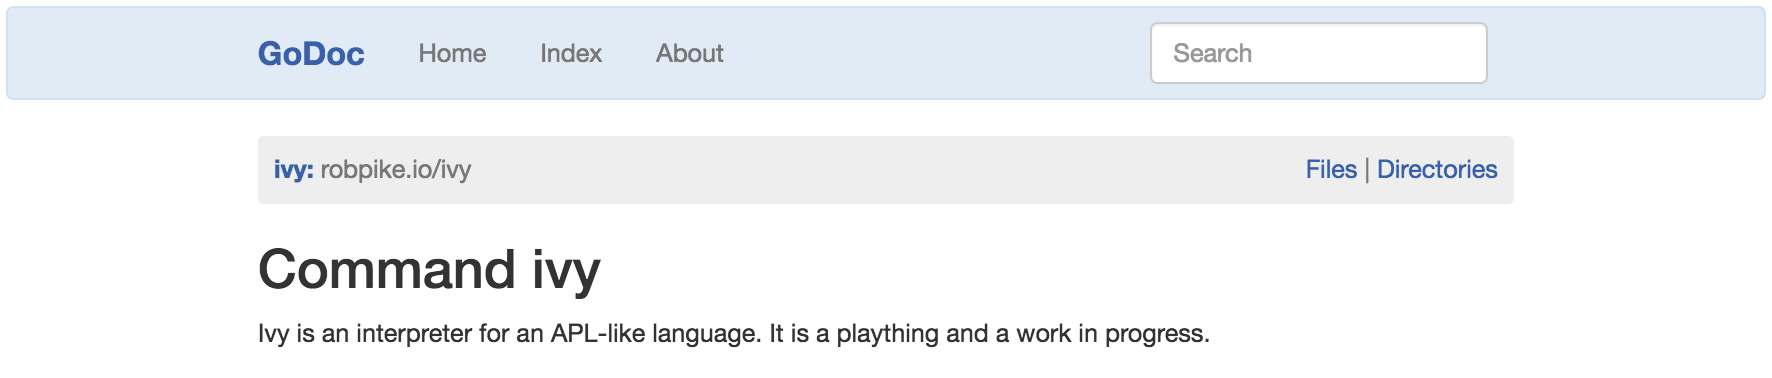 GoDoc Home Index About Search
ivy: robpike.io/ivy Files | Directories
Command ivy
Ivy is an interpreter for an APL-like language. It is a plaything and a work in progress.